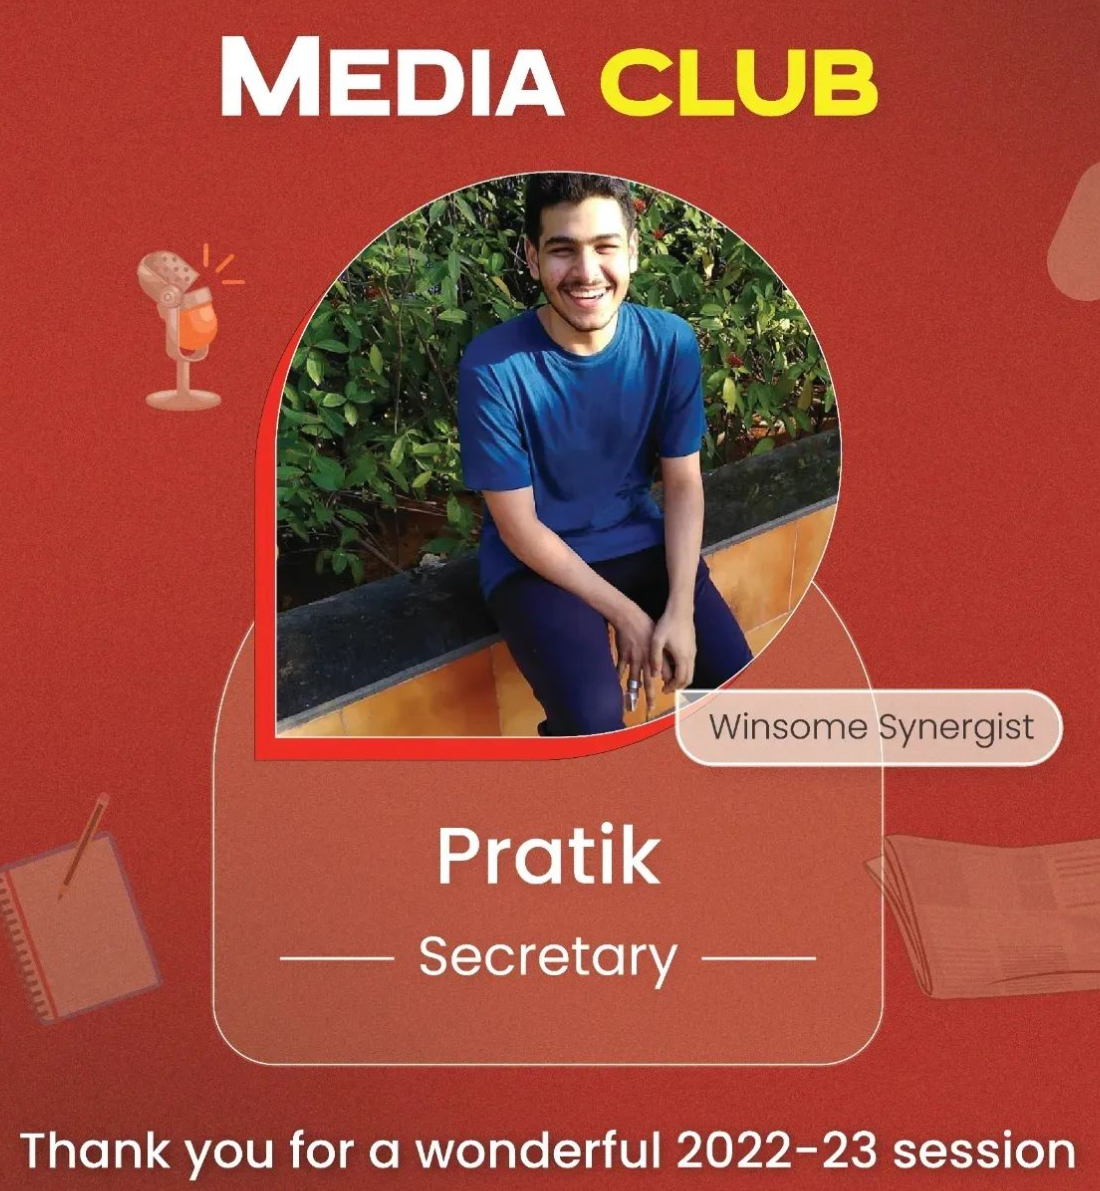 MEDIA CLUB
Winsome Synergist
Pratik
Secretary
Thank you for a wonderful 2022-23 session